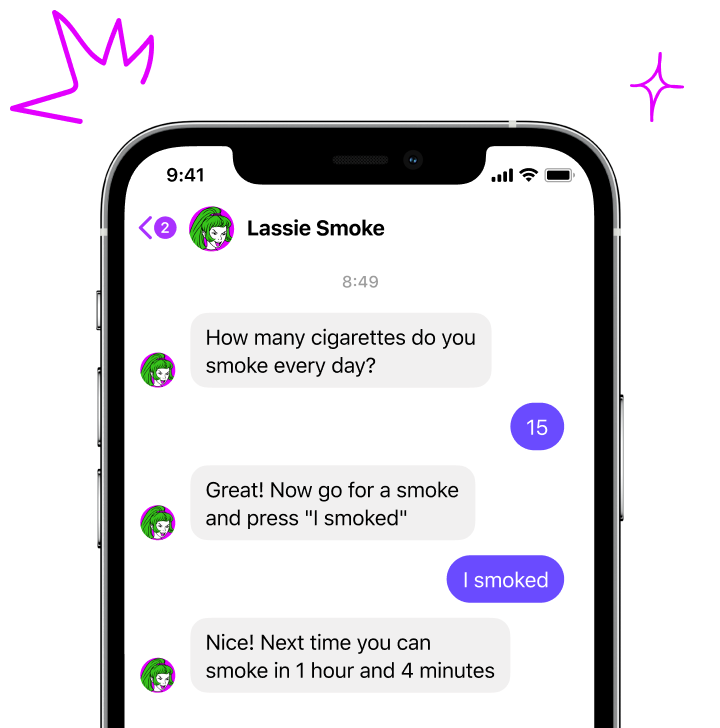 9:41
2
Lassie Smoke
8:49
How many cigarettes do you
smoke every day?
15
Great! Now go for a smoke
and press "I smoked"
I smoked
Nice! Next time you can
smoke in 1 hour and 4 minutes